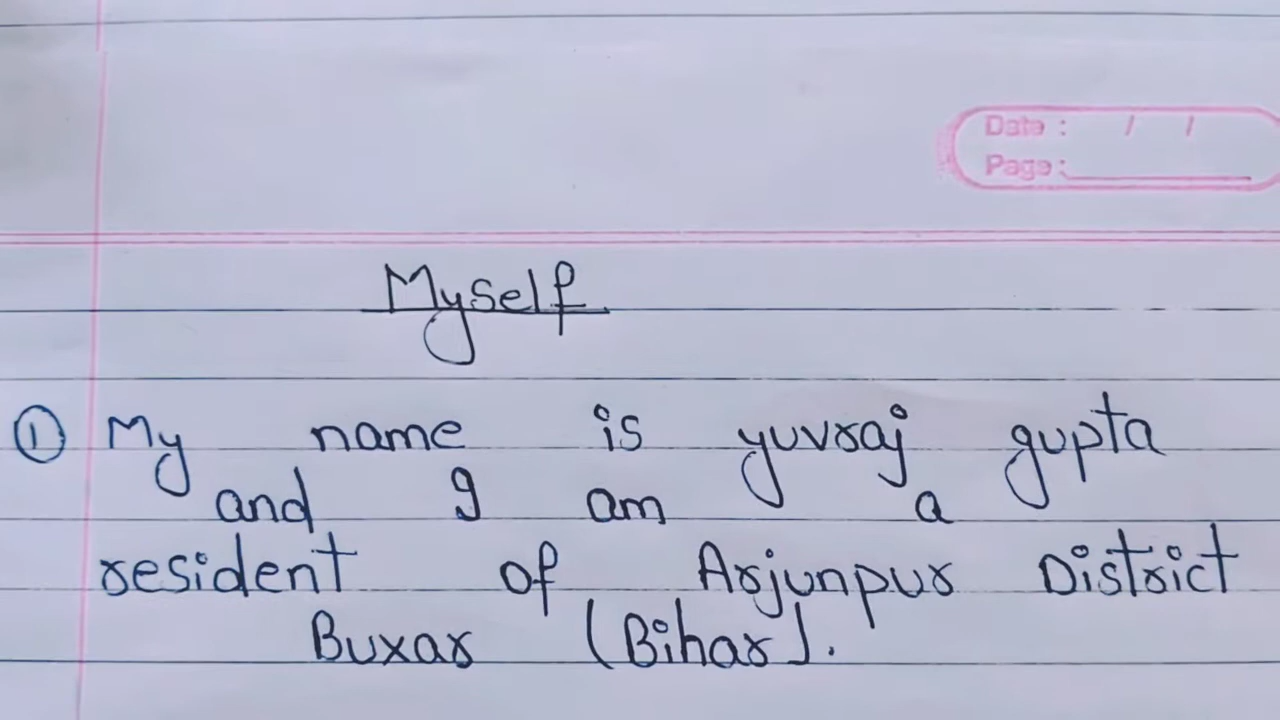 Date : / /
Page :
Myself
① My name is yuvraj gupta
and I am a
resident of Arjunpur District
Buxar (Bihar).